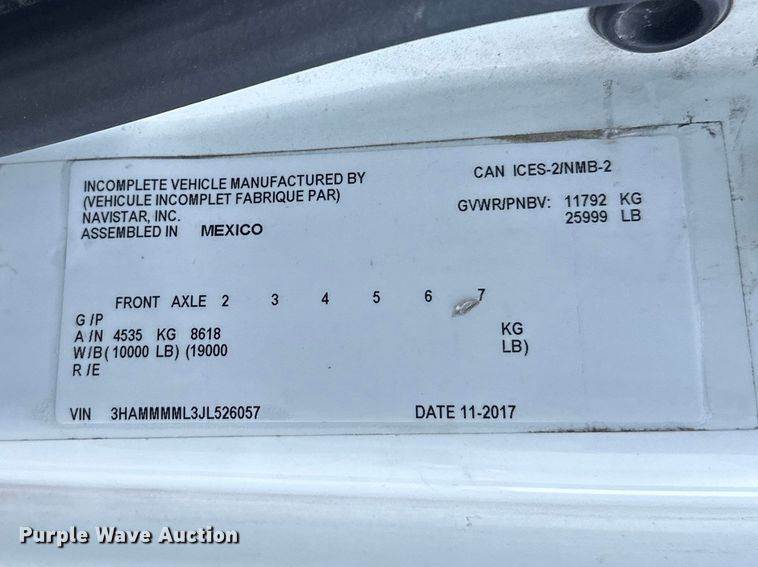 INCOMPLETE VEHICLE MANUFACTURED BY
(VEHICULE INCOMPLET FABRIQUE PAR)
NAVISTAR, INC.
ASSEMBLED IN MEXICO
CAN ICES-2/NMB-2
GVWR/PNBV: 11792 KG
25999 LB
FRONT AXLE 2 3 4 5 6 7
G/P
A/N 4535 KG 8618 KG
W/B(10000 LB) (19000 LB)
R/E
VIN 3HAMMMML3JL526057
DATE 11-2017
Purple Wave Auction